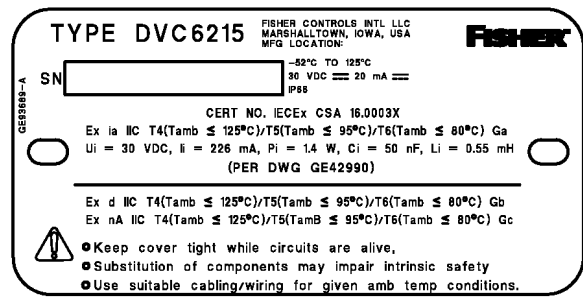 TYPE DVC6215
FISHER CONTROLS INTL LLC
MARSHALLTOWN, IOWA, USA
MFG LOCATION:
FISHER
SN
-52°C TO 125°C
30 VDC ⎓ 20 mA ⎓
IP66
GE93689-A
CERT NO. IECEx CSA 16.0003X
Ex ia IIC T4(Tamb ≤ 125°C)/T5(Tamb ≤ 95°C)/T6(Tamb ≤ 80°C) Ga
Ui = 30 VDC, Ii = 226 mA, Pi = 1.4 W, Ci = 50 nF, Li = 0.55 mH
(PER DWG GE42990)
Ex d IIC T4(Tamb ≤ 125°C)/T5(Tamb ≤ 95°C)/T6(Tamb ≤ 80°C) Gb
Ex nA IIC T4(Tamb ≤ 125°C)/T5(TamB ≤ 95°C)/T6(Tamb ≤ 80°C) Gc
Keep cover tight while circuits are alive,
Substitution of components may impair intrinsic safety
Use suitable cabling/wiring for given amb temp conditions.